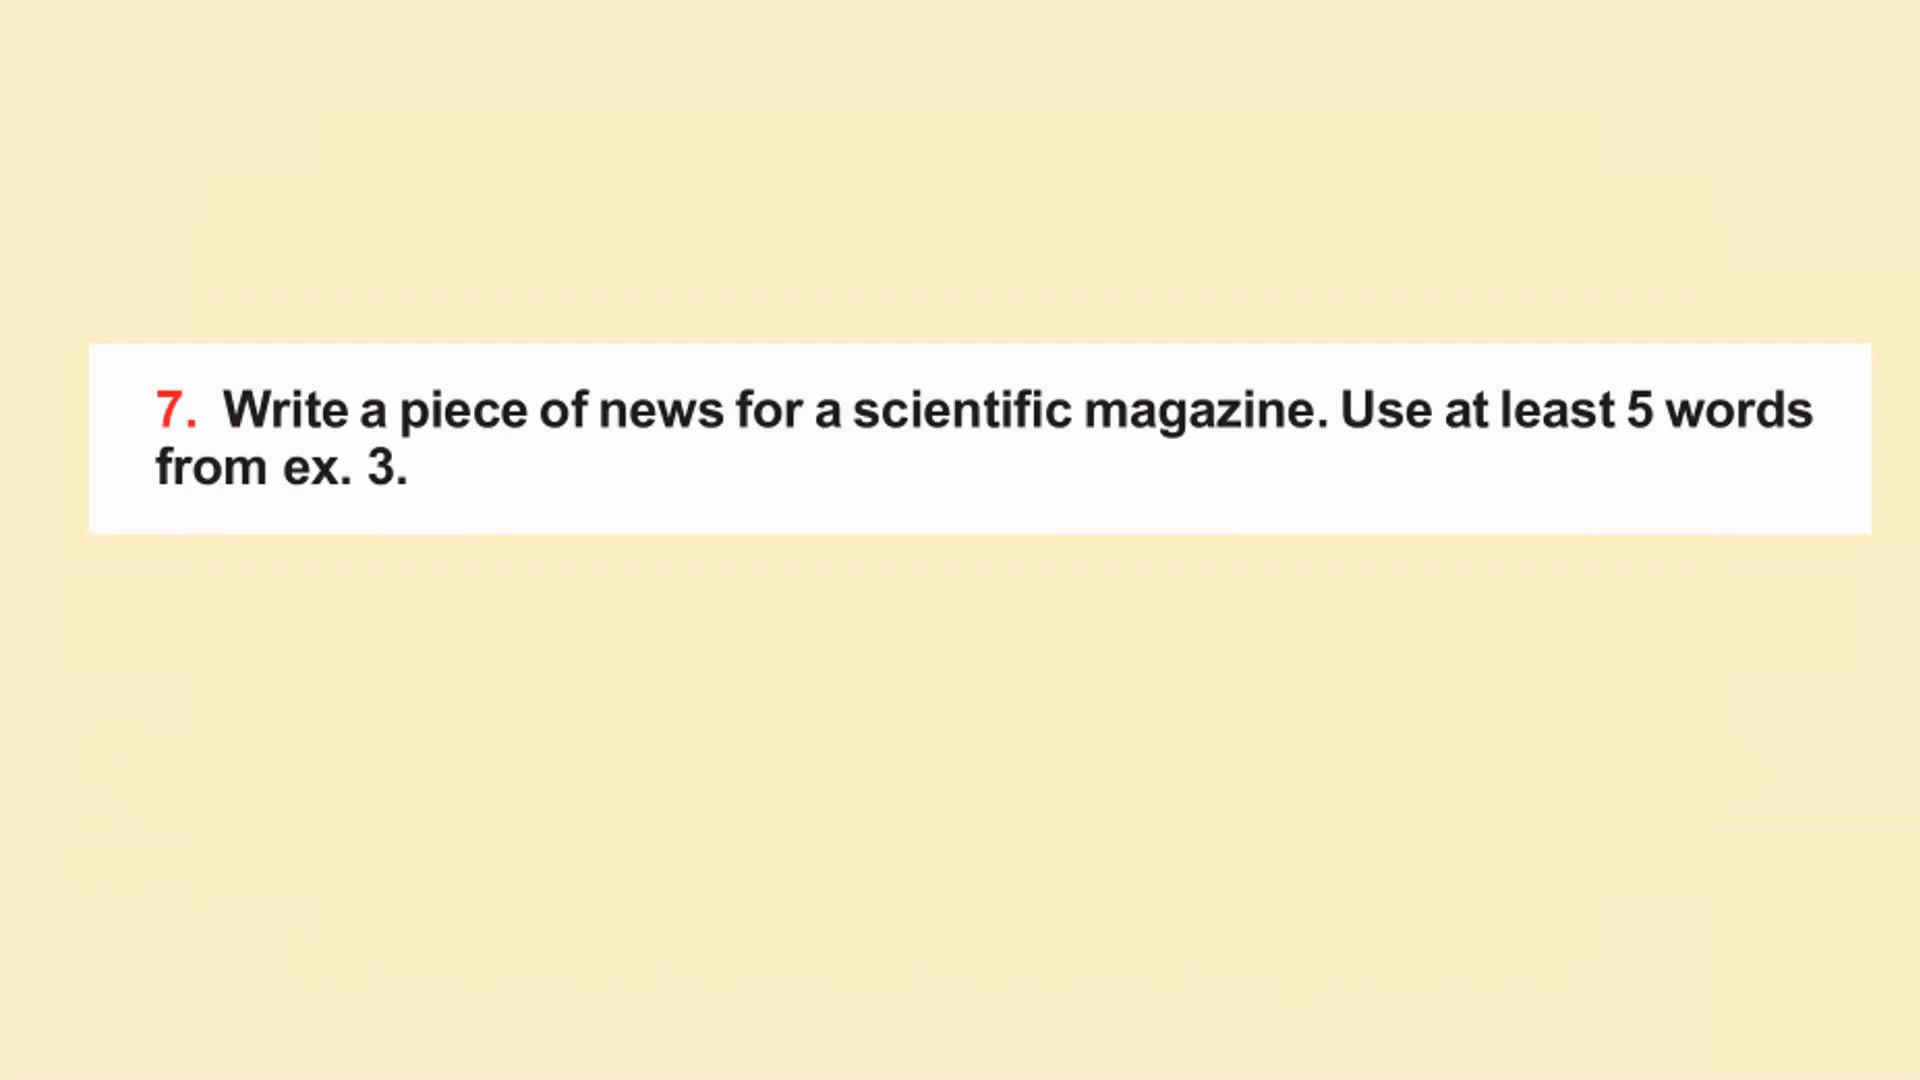 7. Write a piece of news for a scientific magazine. Use at least 5 words
from ex. 3.